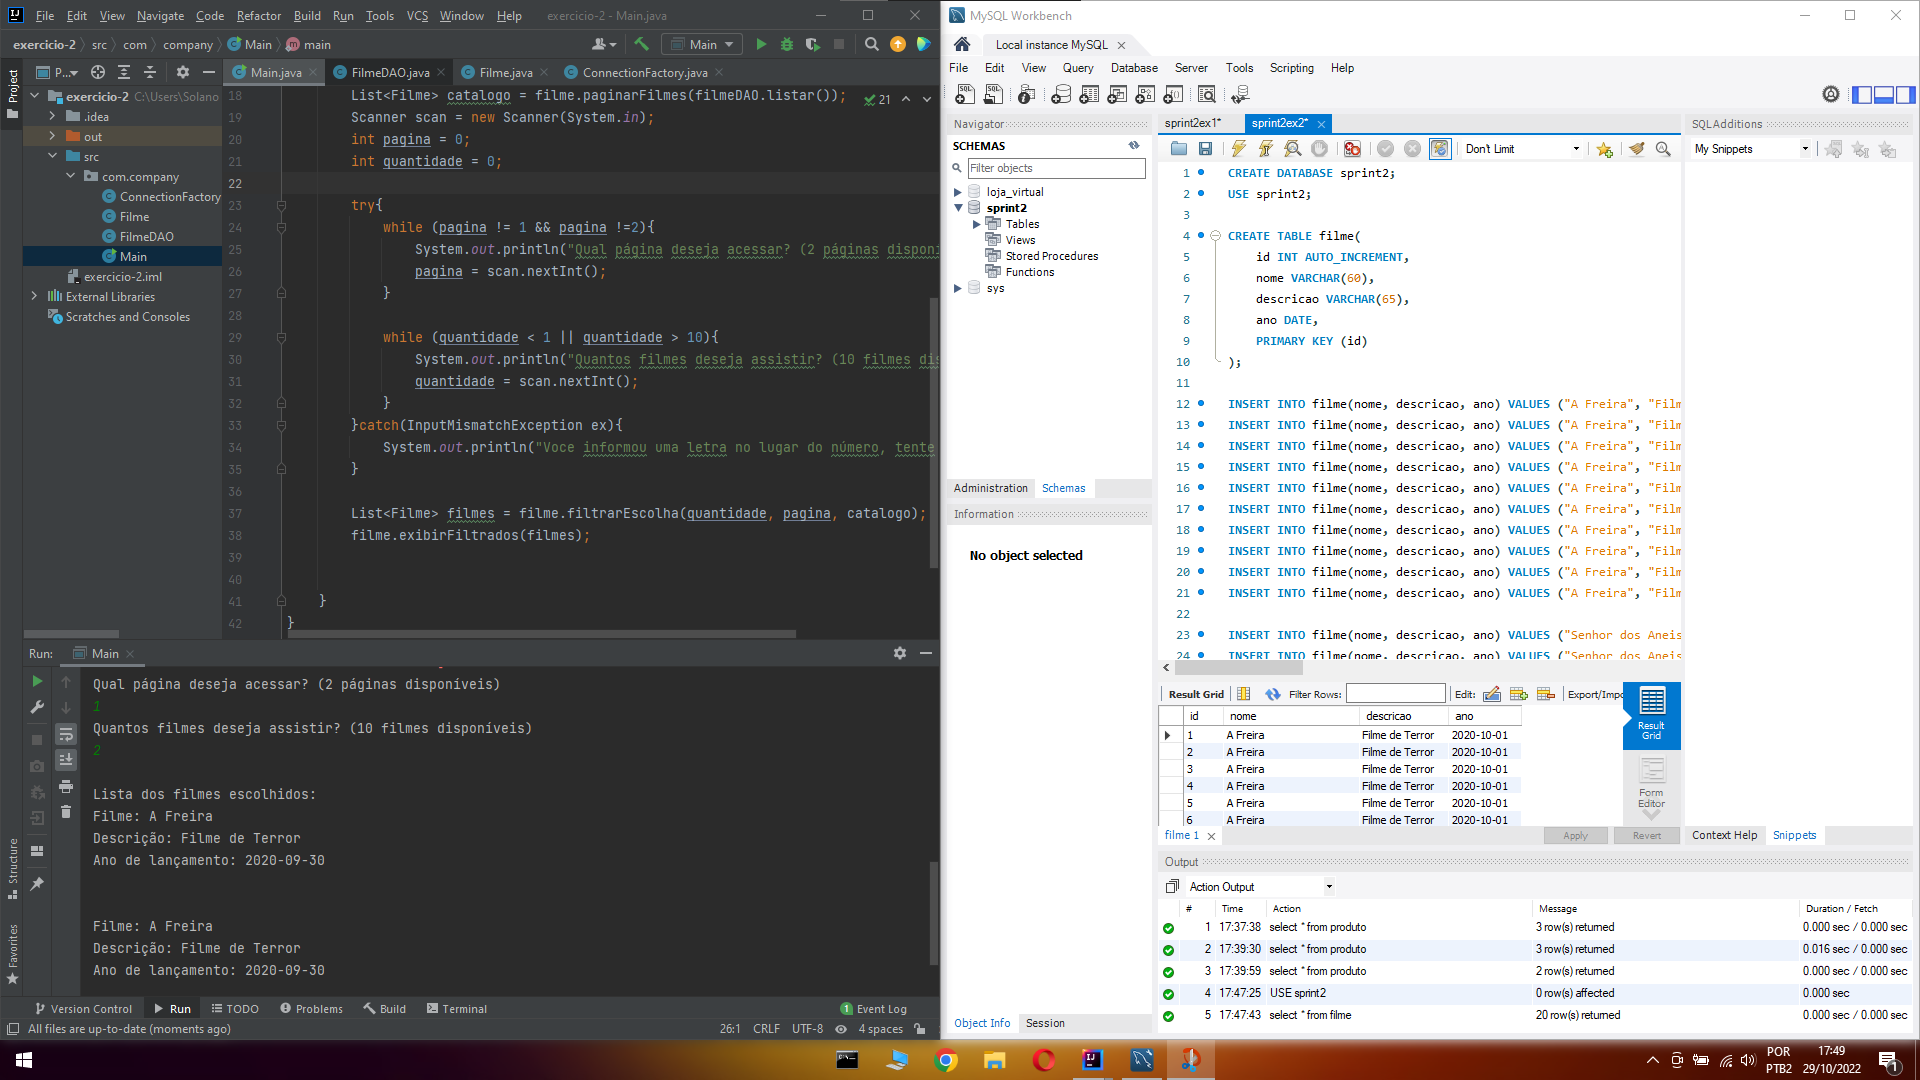 File Edit View Navigate Code Refactor Build Run Tools VCS Window Help exercicio-2 - Main.java
exercicio-2 src com company Main main
Main
Project
P...
Main.java FilmeDAO.java Filme.java ConnectionFactory.java
exercicio-2 C:\Users\Solano
.idea
out
src
com.company
ConnectionFactory
Filme
FilmeDAO
Main
exercicio-2.iml
External Libraries
Scratches and Consoles
21
18 List<Filme> catalogo = filme.paginarFilmes(filmeDAO.listar());
19 Scanner scan = new Scanner(System.in);
20 int pagina = 0;
21 int quantidade = 0;
22
23 try{
24 while (pagina != 1 && pagina !=2){
25 System.out.println("Qual página deseja acessar? (2 páginas disponi
26 pagina = scan.nextInt();
27 }
28
29 while (quantidade < 1 || quantidade > 10){
30 System.out.println("Quantos filmes deseja assistir? (10 filmes dis
31 quantidade = scan.nextInt();
32 }
33 }catch(InputMismatchException ex){
34 System.out.println("Voce informou uma letra no lugar do número, tente
35 }
36
37 List<Filme> filmes = filme.filtrarEscolha(quantidade, pagina, catalogo);
38 filme.exibirFiltrados(filmes);
39
40
41 }
42 }
Run: Main
Qual página deseja acessar? (2 páginas disponíveis)
1
Quantos filmes deseja assistir? (10 filmes disponíveis)
2
Lista dos filmes escolhidos:
Filme: A Freira
Descrição: Filme de Terror
Ano de lançamento: 2020-09-30
Filme: A Freira
Descrição: Filme de Terror
Ano de lançamento: 2020-09-30
Structure
Favorites
Version Control Run TODO Problems Build Terminal 1 Event Log
All files are up-to-date (moments ago) 26:1 CRLF UTF-8 4 spaces
MySQL Workbench
Local instance MySQL
File Edit View Query Database Server Tools Scripting Help
Navigator
SCHEMAS
Filter objects
loja_virtual
sprint2
Tables
Views
Stored Procedures
Functions
sys
Administration Schemas
Information
No object selected
Object Info Session
sprint2ex1* sprint2ex2*
Don't Limit
1 CREATE DATABASE sprint2;
2 USE sprint2;
3
4 CREATE TABLE filme(
5 id INT AUTO_INCREMENT,
6 nome VARCHAR(60),
7 descricao VARCHAR(65),
8 ano DATE,
9 PRIMARY KEY (id)
10 );
11
12 INSERT INTO filme(nome, descricao, ano) VALUES ("A Freira", "Film
13 INSERT INTO filme(nome, descricao, ano) VALUES ("A Freira", "Film
14 INSERT INTO filme(nome, descricao, ano) VALUES ("A Freira", "Film
15 INSERT INTO filme(nome, descricao, ano) VALUES ("A Freira", "Film
16 INSERT INTO filme(nome, descricao, ano) VALUES ("A Freira", "Film
17 INSERT INTO filme(nome, descricao, ano) VALUES ("A Freira", "Film
18 INSERT INTO filme(nome, descricao, ano) VALUES ("A Freira", "Film
19 INSERT INTO filme(nome, descricao, ano) VALUES ("A Freira", "Film
20 INSERT INTO filme(nome, descricao, ano) VALUES ("A Freira", "Film
21 INSERT INTO filme(nome, descricao, ano) VALUES ("A Freira", "Film
22
23 INSERT INTO filme(nome, descricao, ano) VALUES ("Senhor dos Aneis
24 INSERT INTO filme(nome, descricao, ano) VALUES ("Senhor dos Aneis
Result Grid Filter Rows: Edit: Export/Impo
id nome descricao ano
1 A Freira Filme de Terror 2020-10-01
2 A Freira Filme de Terror 2020-10-01
3 A Freira Filme de Terror 2020-10-01
4 A Freira Filme de Terror 2020-10-01
5 A Freira Filme de Terror 2020-10-01
6 A Freira Filme de Terror 2020-10-01
Result Grid
Form Editor
filme 1 Apply Revert
SQLAdditions
My Snippets
Context Help Snippets
Output
Action Output
# Time Action Message Duration / Fetch
1 17:37:38 select * from produto 3 row(s) returned 0.000 sec / 0.000 sec
2 17:39:30 select * from produto 3 row(s) returned 0.016 sec / 0.000 sec
3 17:39:59 select * from produto 2 row(s) returned 0.000 sec / 0.000 sec
4 17:47:25 USE sprint2 0 row(s) affected 0.000 sec
5 17:47:43 select * from filme 20 row(s) returned 0.000 sec / 0.000 sec
POR
PTB2
17:49
29/10/2022
1